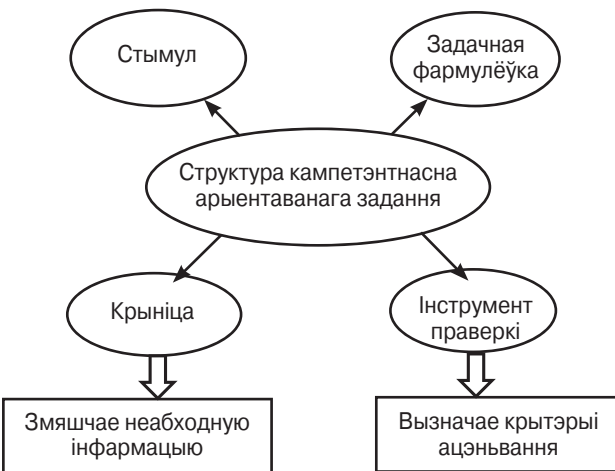 Стымул
Задачная
фармулёўка
Структура кампетэнтнасна
арыентаванага задання
Крыніца
Інструмент
праверкі
Змяшчае неабходную
інфармацыю
Вызначае крытэрыі
ацэньвання